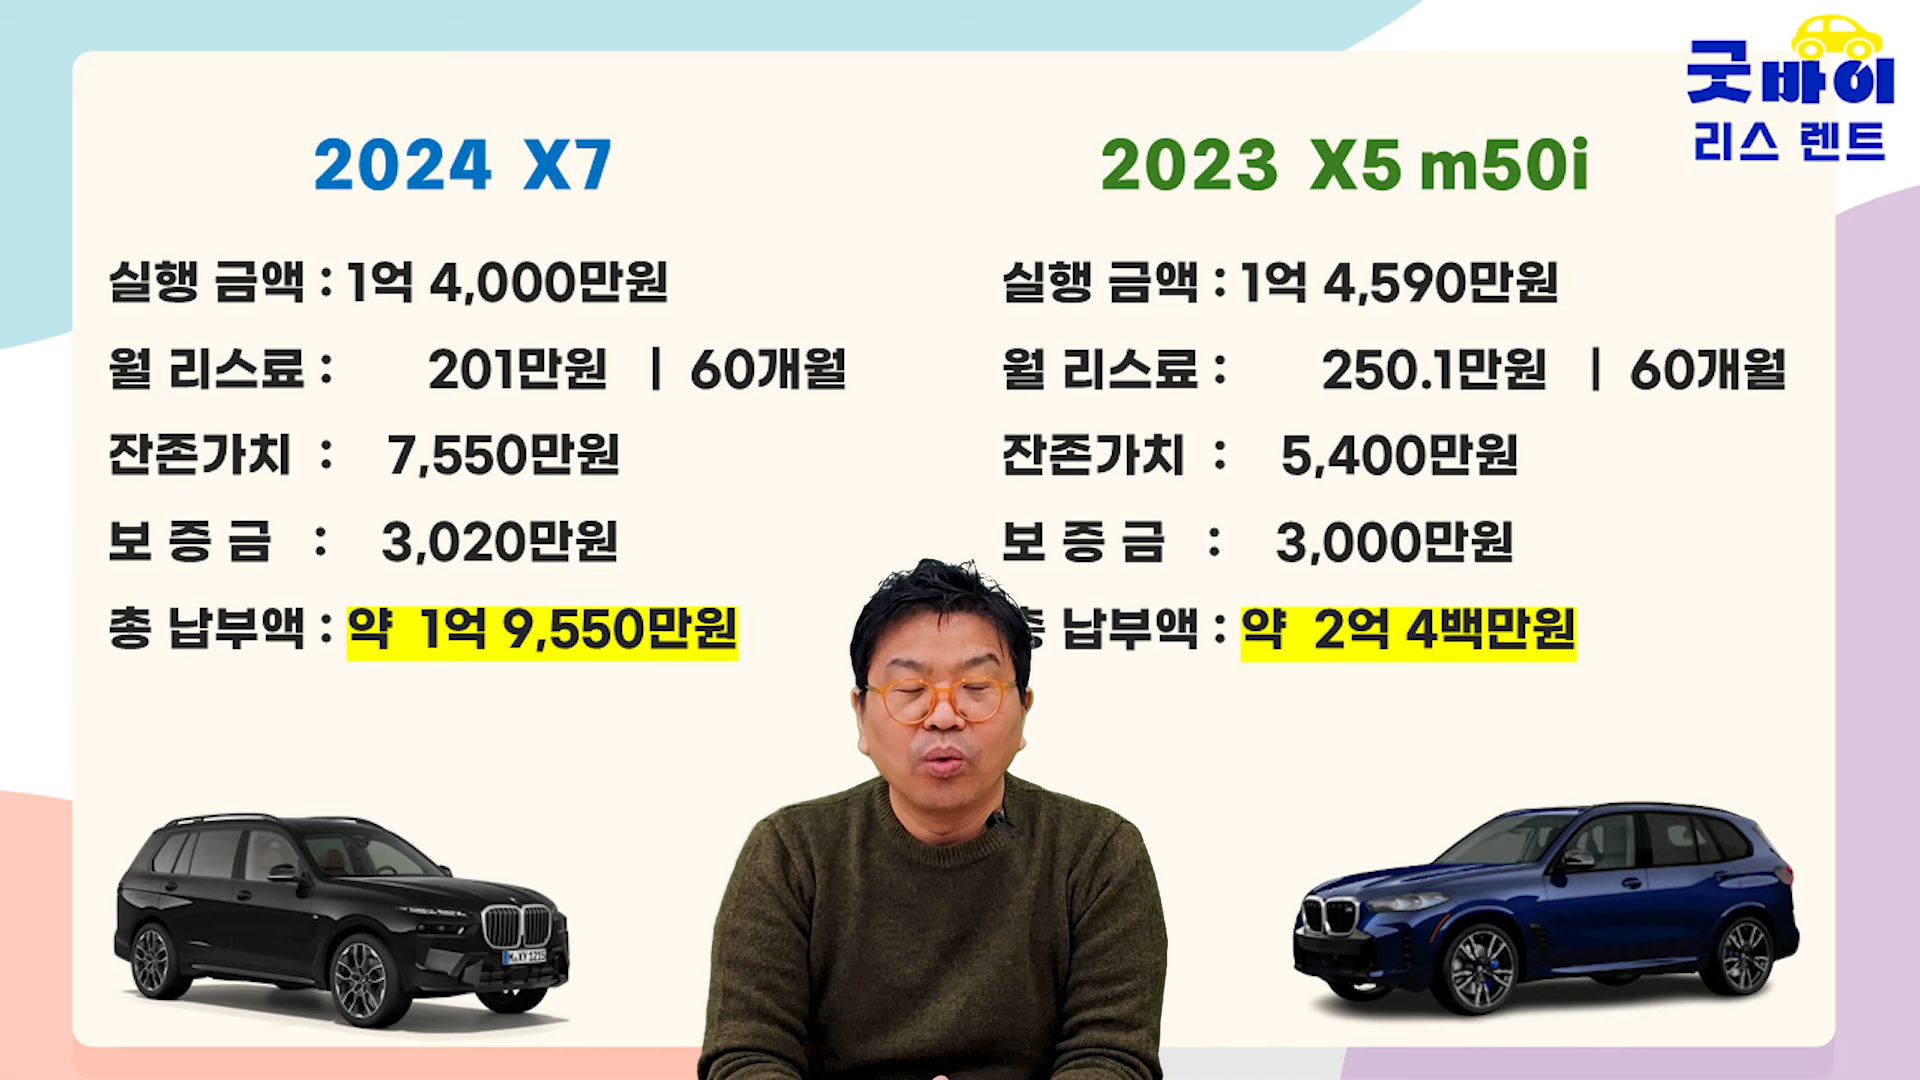 굿바이
리스 렌트
2024 X7
실행 금액 : 1억 4,000만원
월 리스료 : 201만원 | 60개월
잔존가치 : 7,550만원
보 증 금 : 3,020만원
총 납부액 : 약 1억 9,550만원
2023 X5 m50i
실행 금액 : 1억 4,590만원
월 리스료 : 250.1만원 | 60개월
잔존가치 : 5,400만원
보 증 금 : 3,000만원
납부액 : 약 2억 4백만원